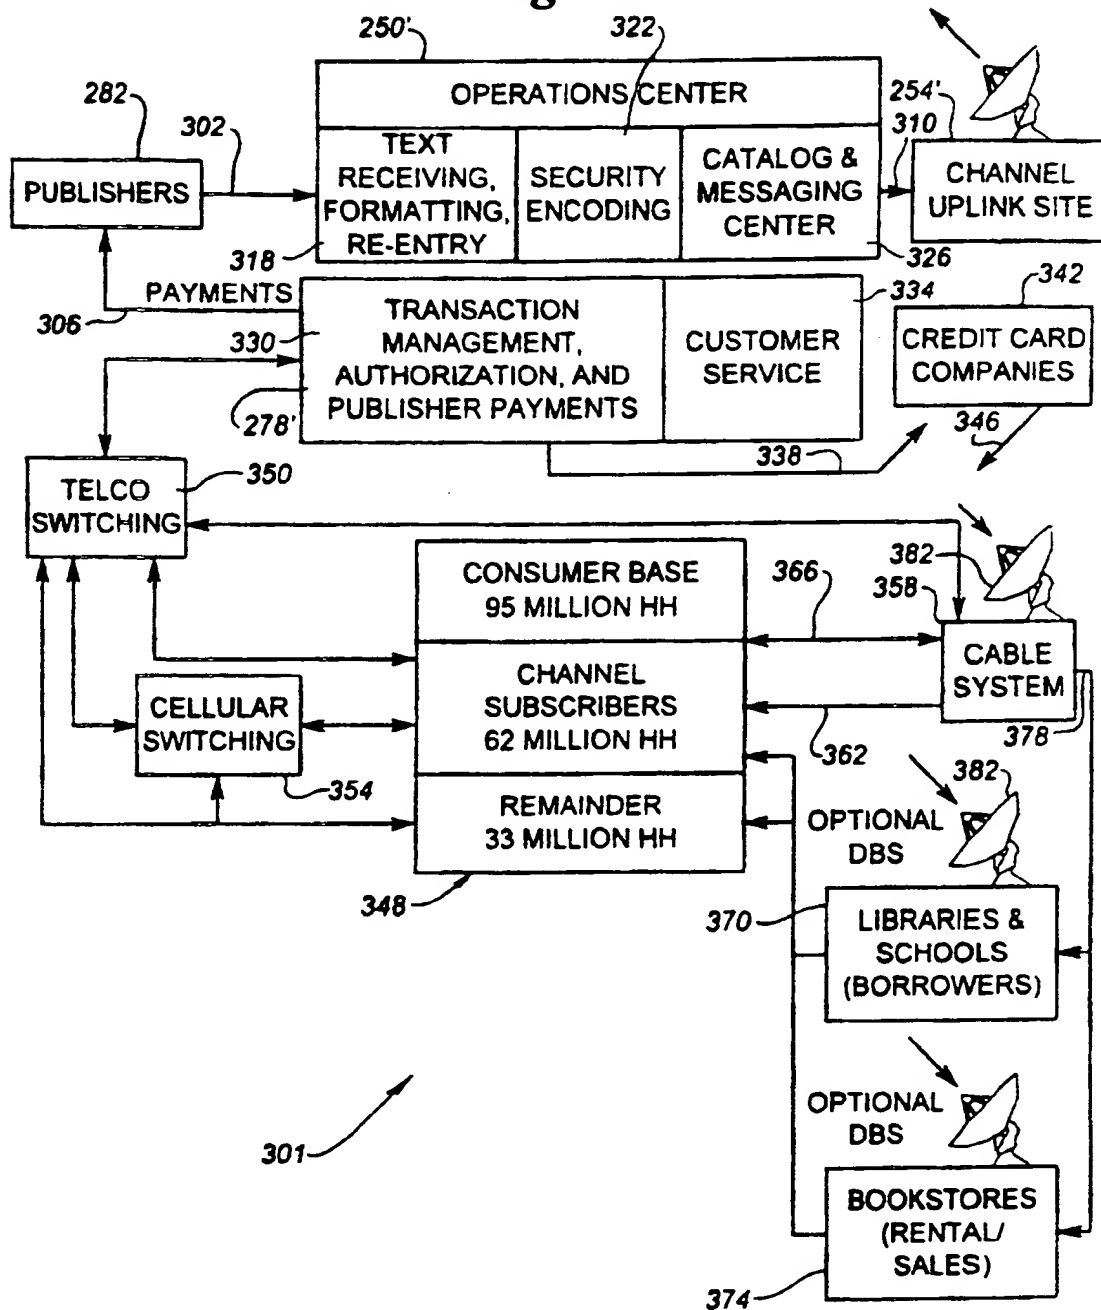 g
250'
322
OPERATIONS CENTER
282
302
254'
310
PUBLISHERS
TEXT
RECEIVING,
FORMATTING,
RE-ENTRY
SECURITY
ENCODING
CATALOG &
MESSAGING
CENTER
CHANNEL
UPLINK SITE
318
326
PAYMENTS
306
330
278'
TRANSACTION
MANAGEMENT,
AUTHORIZATION, AND
PUBLISHER PAYMENTS
334
CUSTOMER
SERVICE
342
CREDIT CARD
COMPANIES
346
338
350
TELCO
SWITCHING
CONSUMER BASE
95 MILLION HH
366
382
358
CHANNEL
SUBSCRIBERS
62 MILLION HH
CABLE
SYSTEM
CELLULAR
SWITCHING
362
378
354
REMAINDER
33 MILLION HH
348
382
OPTIONAL
DBS
370
LIBRARIES &
SCHOOLS
(BORROWERS)
OPTIONAL
DBS
301
BOOKSTORES
(RENTAL/
SALES)
374